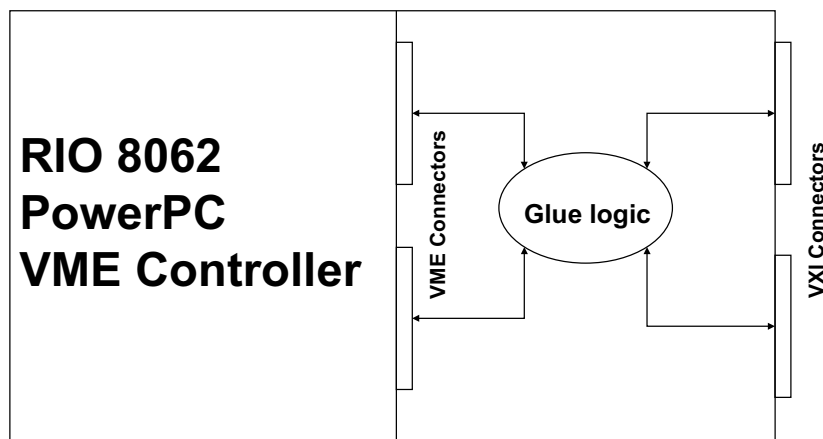 RIO 8062
PowerPC
VME Controller
VME Connectors
Glue logic
VXI Connectors